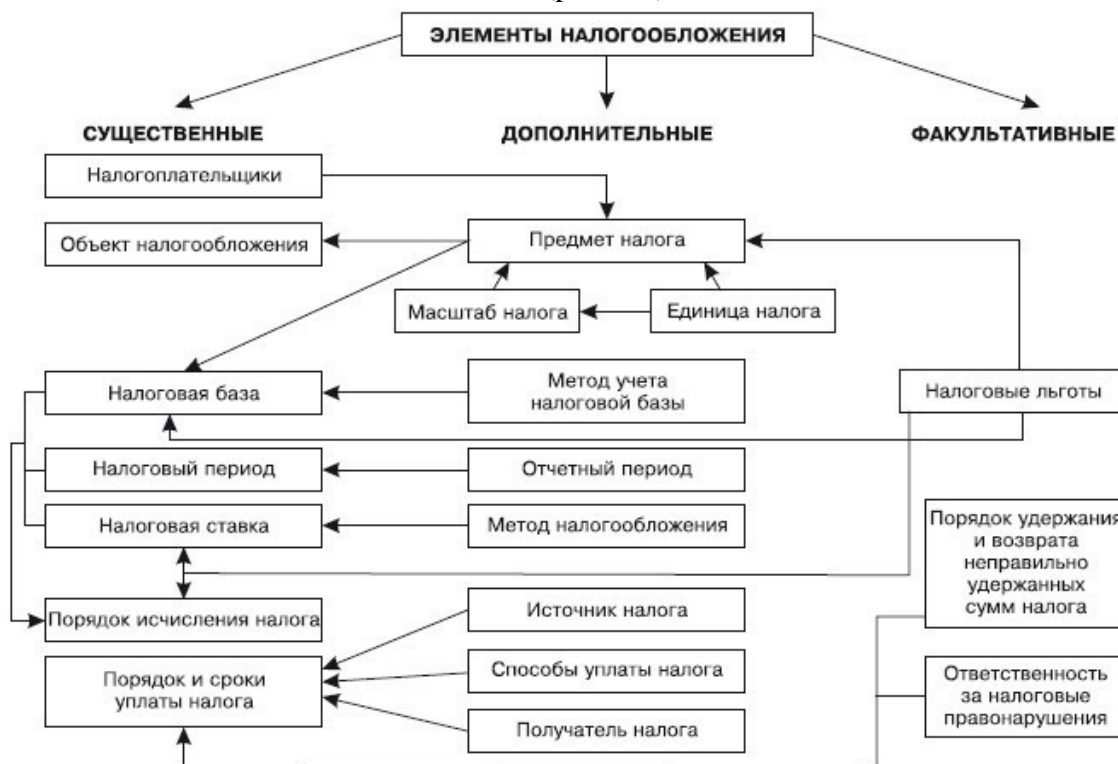 ЭЛЕМЕНТЫ НАЛОГООБЛОЖЕНИЯ
СУЩЕСТВЕННЫЕ
ДОПОЛНИТЕЛЬНЫЕ
ФАКУЛЬТАТИВНЫЕ
Налогоплательщики
Объект налогообложения
Предмет налога
Масштаб налога
Единица налога
Налоговая база
Метод учета
налоговой базы
Налоговые льготы
Налоговый период
Отчетный период
Налоговая ставка
Метод налогообложения
Порядок удержания
и возврата
неправильно
удержанных
сумм налога
Порядок исчисления налога
Источник налога
Порядок и сроки
уплаты налога
Способы уплаты налога
Получатель налога
Ответственность
за налоговые
правонарушения